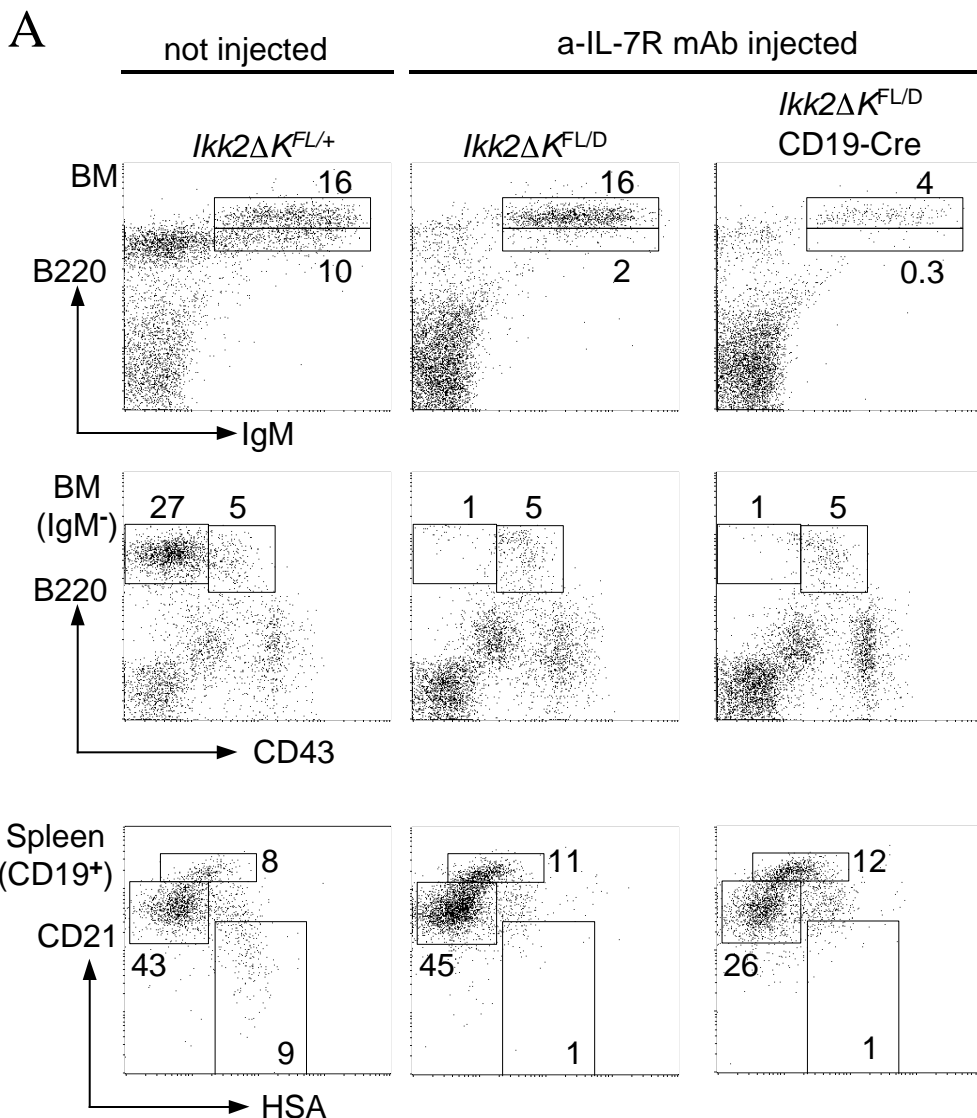 A
not injected
a-IL-7R mAb injected
Ikk2ΔK^FL/+
Ikk2ΔK^FL/D
Ikk2ΔK^FL/D
CD19-Cre
BM
16
16
4
B220
10
2
0.3
IgM
BM
(IgM⁻)
27 5
1 5
1 5
B220
CD43
Spleen
(CD19⁺)
8
11
12
CD21
43
45
26
9
1
1
HSA